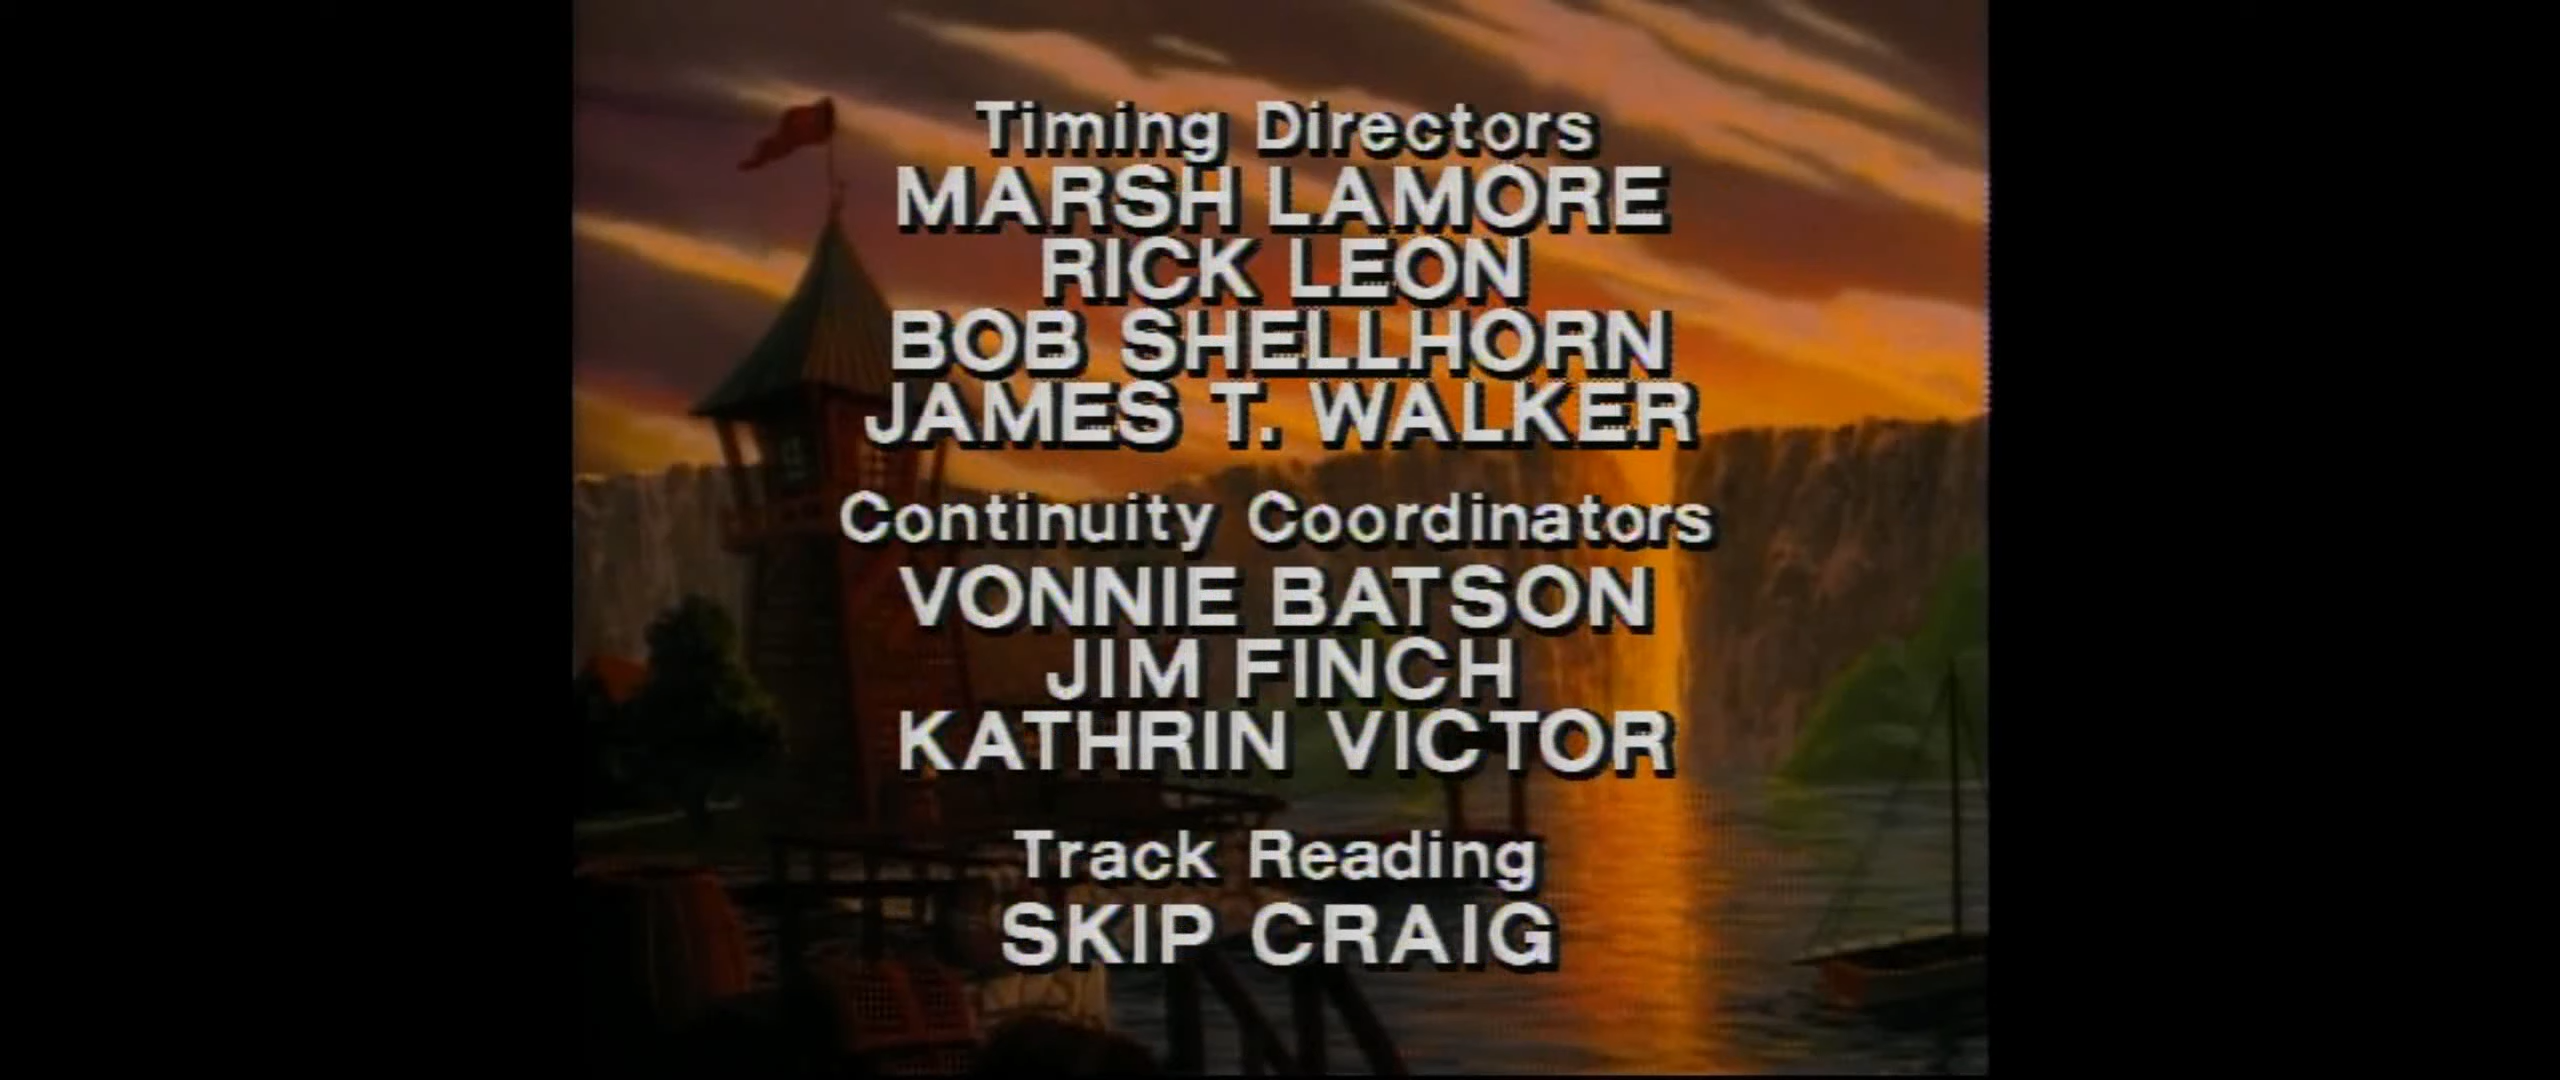 Timing Directors
MARSH LAMORE
RICK LEON
BOB SHELLHORN
JAMES T. WALKER
Continuity Coordinators
VONNIE BATSON
JIM FINCH
KATHRIN VICTOR
Track Reading
SKIP CRAIG